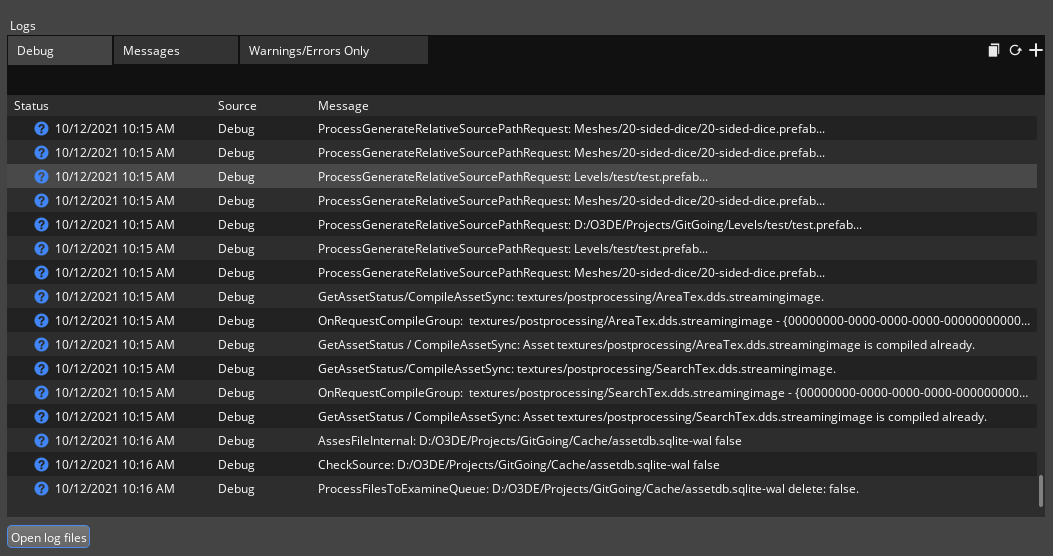 Logs
Debug Messages Warnings/Errors Only
Status Source Message
10/12/2021 10:15 AM Debug ProcessGenerateRelativeSourcePathRequest: Meshes/20-sided-dice/20-sided-dice.prefab...
10/12/2021 10:15 AM Debug ProcessGenerateRelativeSourcePathRequest: Meshes/20-sided-dice/20-sided-dice.prefab...
10/12/2021 10:15 AM Debug ProcessGenerateRelativeSourcePathRequest: Levels/test/test.prefab...
10/12/2021 10:15 AM Debug ProcessGenerateRelativeSourcePathRequest: Meshes/20-sided-dice/20-sided-dice.prefab...
10/12/2021 10:15 AM Debug ProcessGenerateRelativeSourcePathRequest: D:/O3DE/Projects/GitGoing/Levels/test/test.prefab...
10/12/2021 10:15 AM Debug ProcessGenerateRelativeSourcePathRequest: Levels/test/test.prefab...
10/12/2021 10:15 AM Debug ProcessGenerateRelativeSourcePathRequest: Meshes/20-sided-dice/20-sided-dice.prefab...
10/12/2021 10:15 AM Debug GetAssetStatus/CompileAssetSync: textures/postprocessing/AreaTex.dds.streamingimage.
10/12/2021 10:15 AM Debug OnRequestCompileGroup:  textures/postprocessing/AreaTex.dds.streamingimage - {00000000-0000-0000-0000-00000000000...
10/12/2021 10:15 AM Debug GetAssetStatus / CompileAssetSync: Asset textures/postprocessing/AreaTex.dds.streamingimage is compiled already.
10/12/2021 10:15 AM Debug GetAssetStatus/CompileAssetSync: textures/postprocessing/SearchTex.dds.streamingimage.
10/12/2021 10:15 AM Debug OnRequestCompileGroup:  textures/postprocessing/SearchTex.dds.streamingimage - {00000000-0000-0000-0000-000000000...
10/12/2021 10:15 AM Debug GetAssetStatus / CompileAssetSync: Asset textures/postprocessing/SearchTex.dds.streamingimage is compiled already.
10/12/2021 10:16 AM Debug AssesFileInternal: D:/O3DE/Projects/GitGoing/Cache/assetdb.sqlite-wal false
10/12/2021 10:16 AM Debug CheckSource: D:/O3DE/Projects/GitGoing/Cache/assetdb.sqlite-wal false
10/12/2021 10:16 AM Debug ProcessFilesToExamineQueue: D:/O3DE/Projects/GitGoing/Cache/assetdb.sqlite-wal delete: false.
Open log files